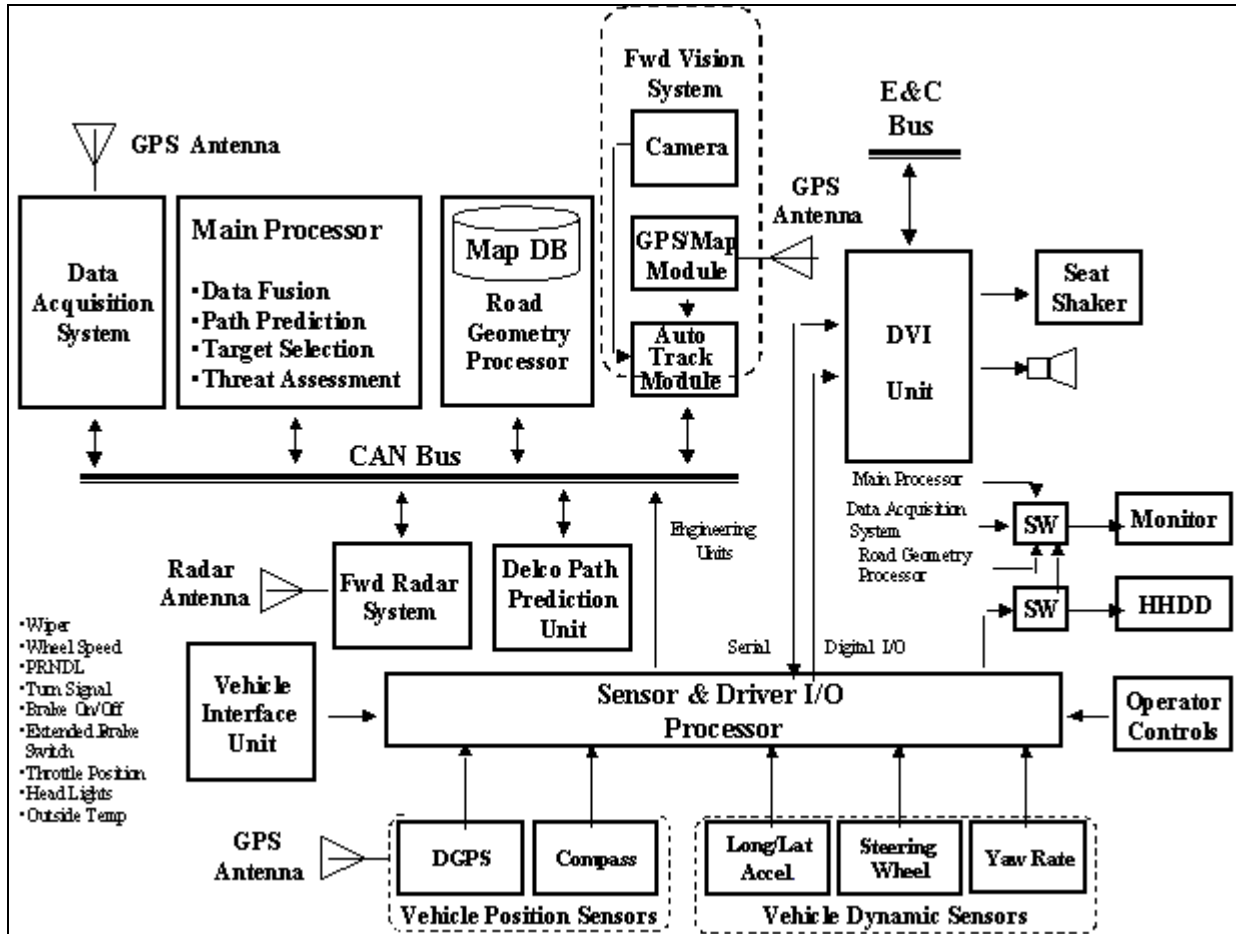 Fwd Vision
System
Camera
GPS/Map
Module
Auto
Track
Module
E&C
Bus
GPS Antenna
GPS
Antenna
Data
Acquisition
System
Main Processor
•Data Fusion
•Path Prediction
•Target Selection
•Threat Assessment
Map DB
Road
Geometry
Processor
DVI
Unit
Seat
Shaker
CAN Bus
Main Processor
Data Acquisition
System
Road Geometry
Processor
SW
Monitor
SW
HHDD
Engineering
Units
Radar
Antenna
Fwd Radar
System
Delco Path
Prediction
Unit
Serial
Digital I/O
•Wiper
•Wheel Speed
•PRNDL
•Turn Signal
•Brake On/Off
•Extended Brake
Switch
•Throttle Position
•Head Lights
•Outside Temp
Vehicle
Interface
Unit
Sensor & Driver I/O
Processor
Operator
Controls
GPS
Antenna
DGPS
Compass
Vehicle Position Sensors
Long/Lat
Accel.
Steering
Wheel
Yaw Rate
Vehicle Dynamic Sensors